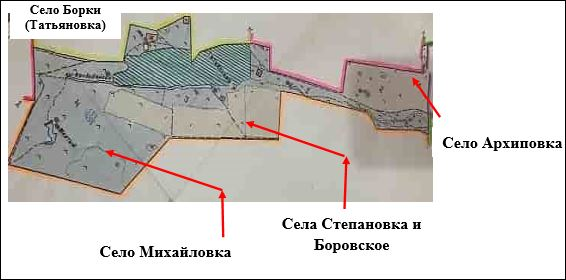 Село Борки
(Татьяновка)
Село Архиповка
Села Степановка и
Боровское
Село Михайловка